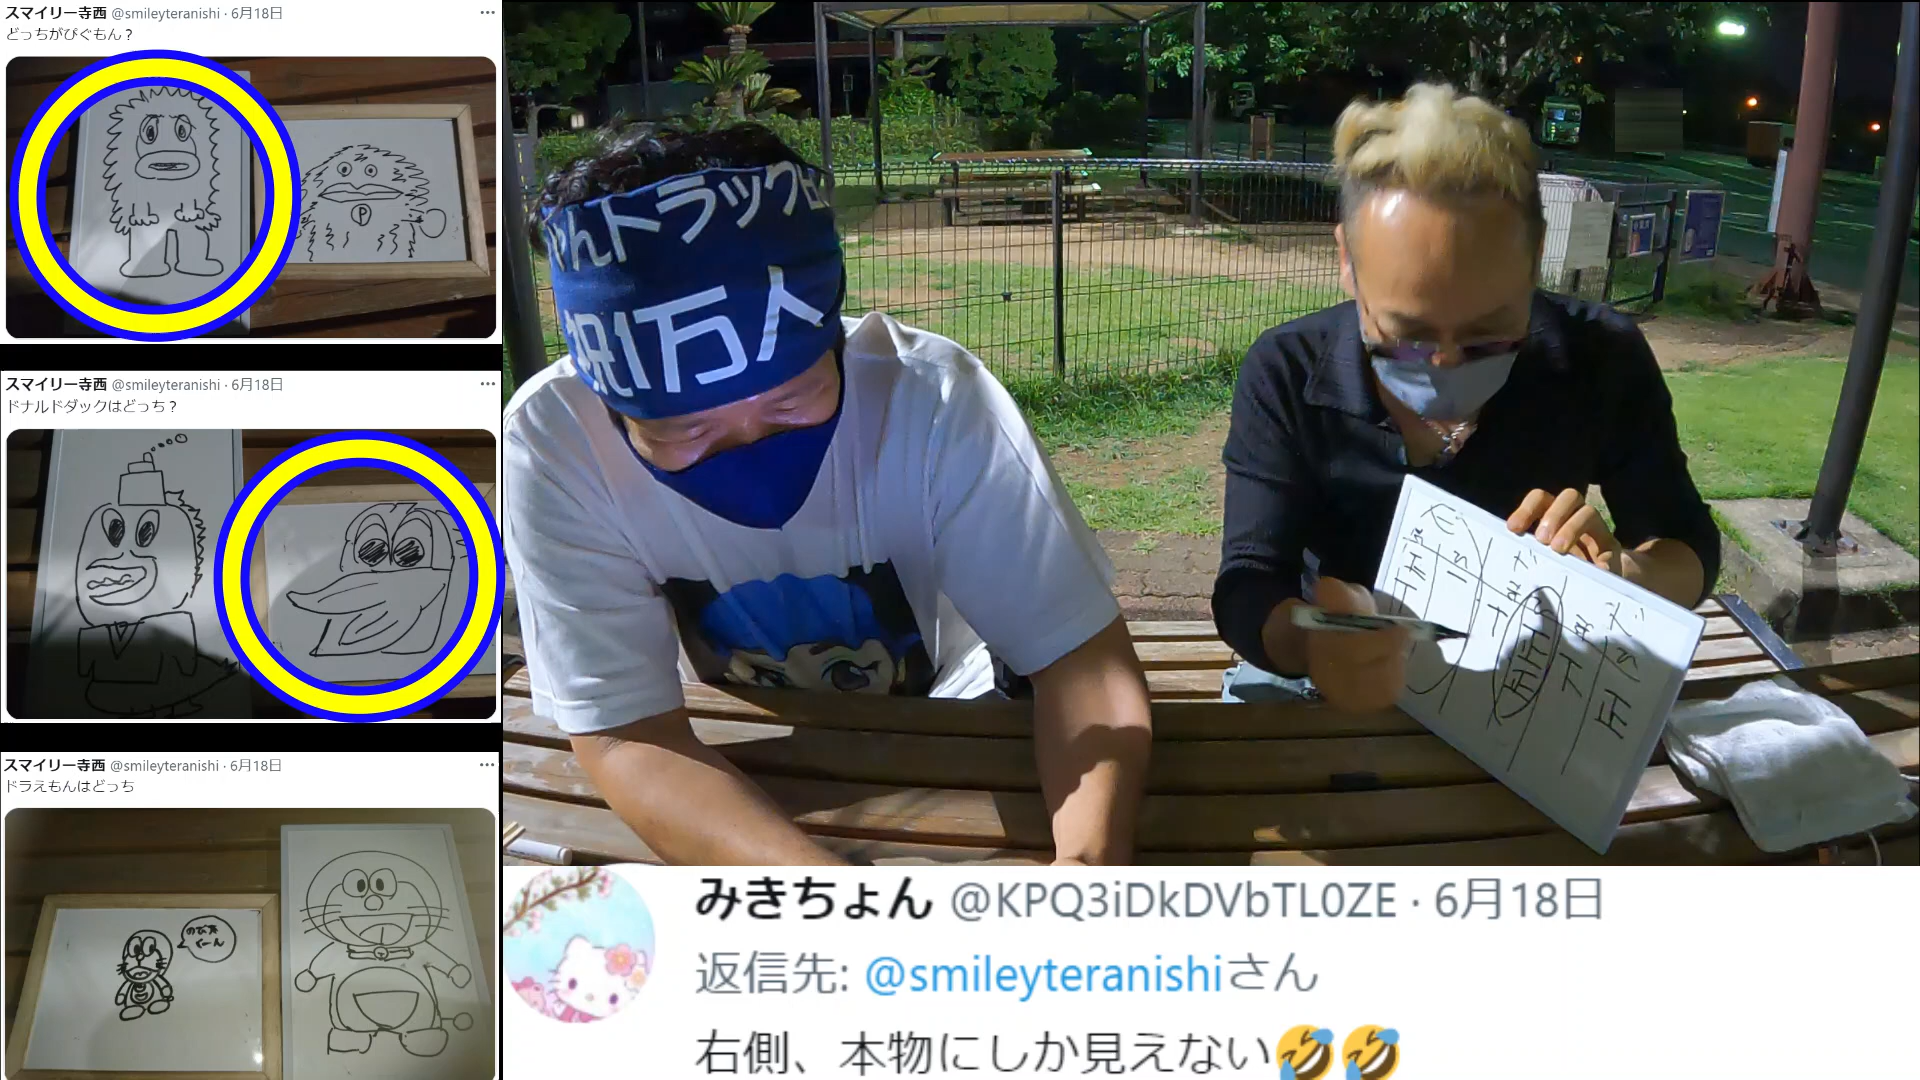 スマイリー寺西 @smileyteranishi · 6月18日
どっちがぴぐもん？
P
スマイリー寺西 @smileyteranishi · 6月18日
ドナルドダックはどっち？
スマイリー寺西 @smileyteranishi · 6月18日
ドラえもんはどっち
のび太
くーん
やんトラック
祝1万人
みきちょん @KPQ3iDkDVbTL0ZE · 6月18日
返信先: @smileyteranishiさん
右側、本物にしか見えない🤣🤣